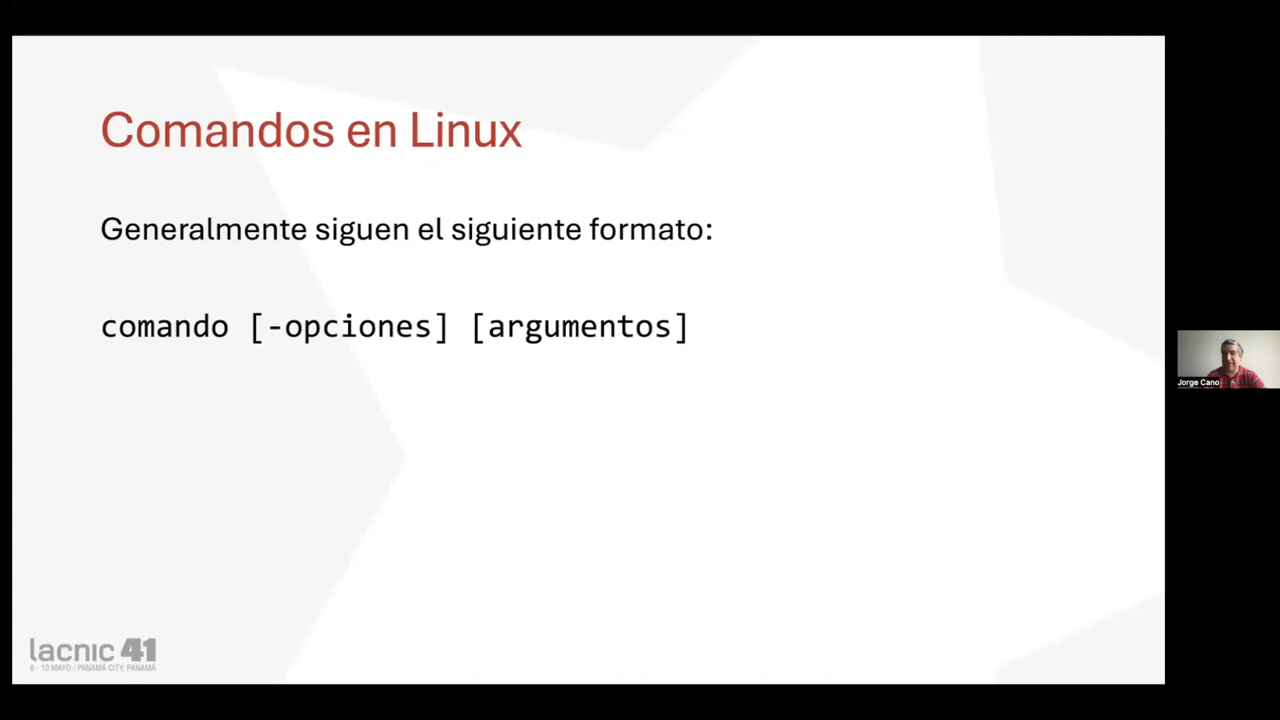 Comandos en Linux
Generalmente siguen el siguiente formato:
comando [-opciones] [argumentos]
Jorge Cano
lacnic 41
6 - 10 MAYO / PANAMÁ CITY, PANAMÁ